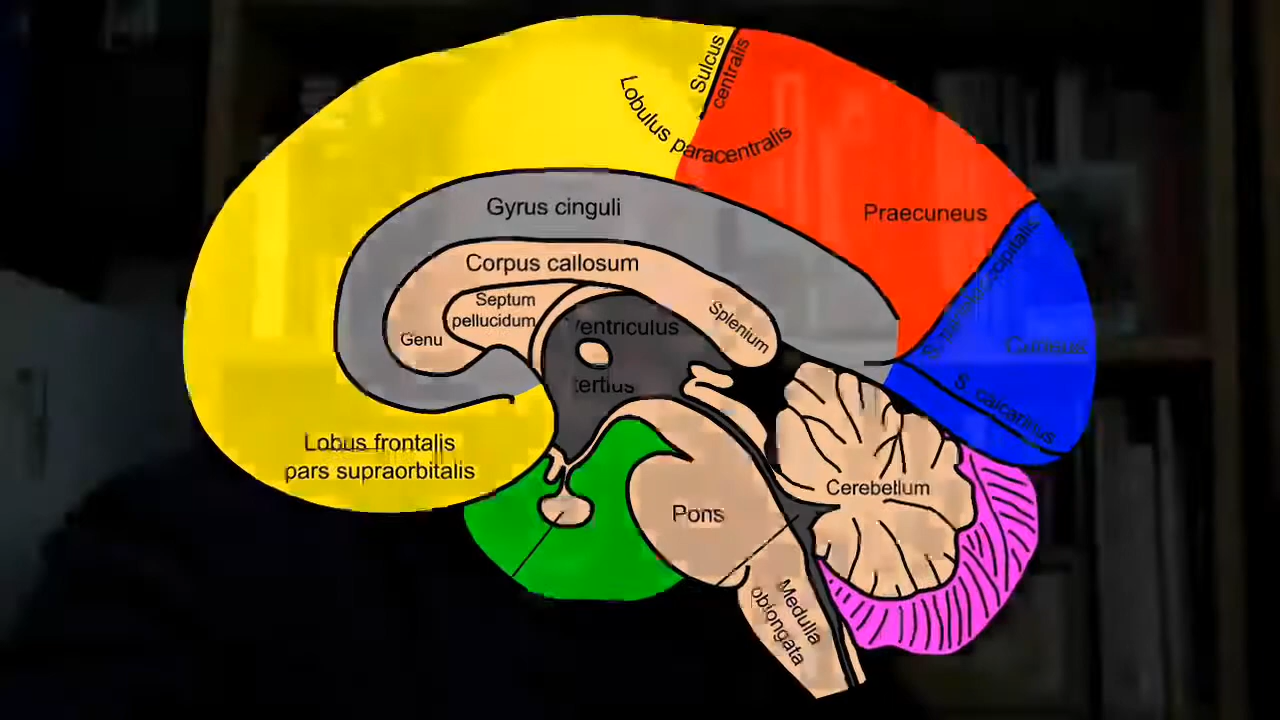 Sulcus
centralis
Lobulus paracentralis
Gyrus cinguli
Praecuneus
Corpus callosum
Septum
pellucidum
Splenium
Ventriculus
Genu
tertius
Cuneus
S. calcarinus
Lobus frontalis
pars supraorbitalis
Cerebellum
Pons
Medulla
oblongata